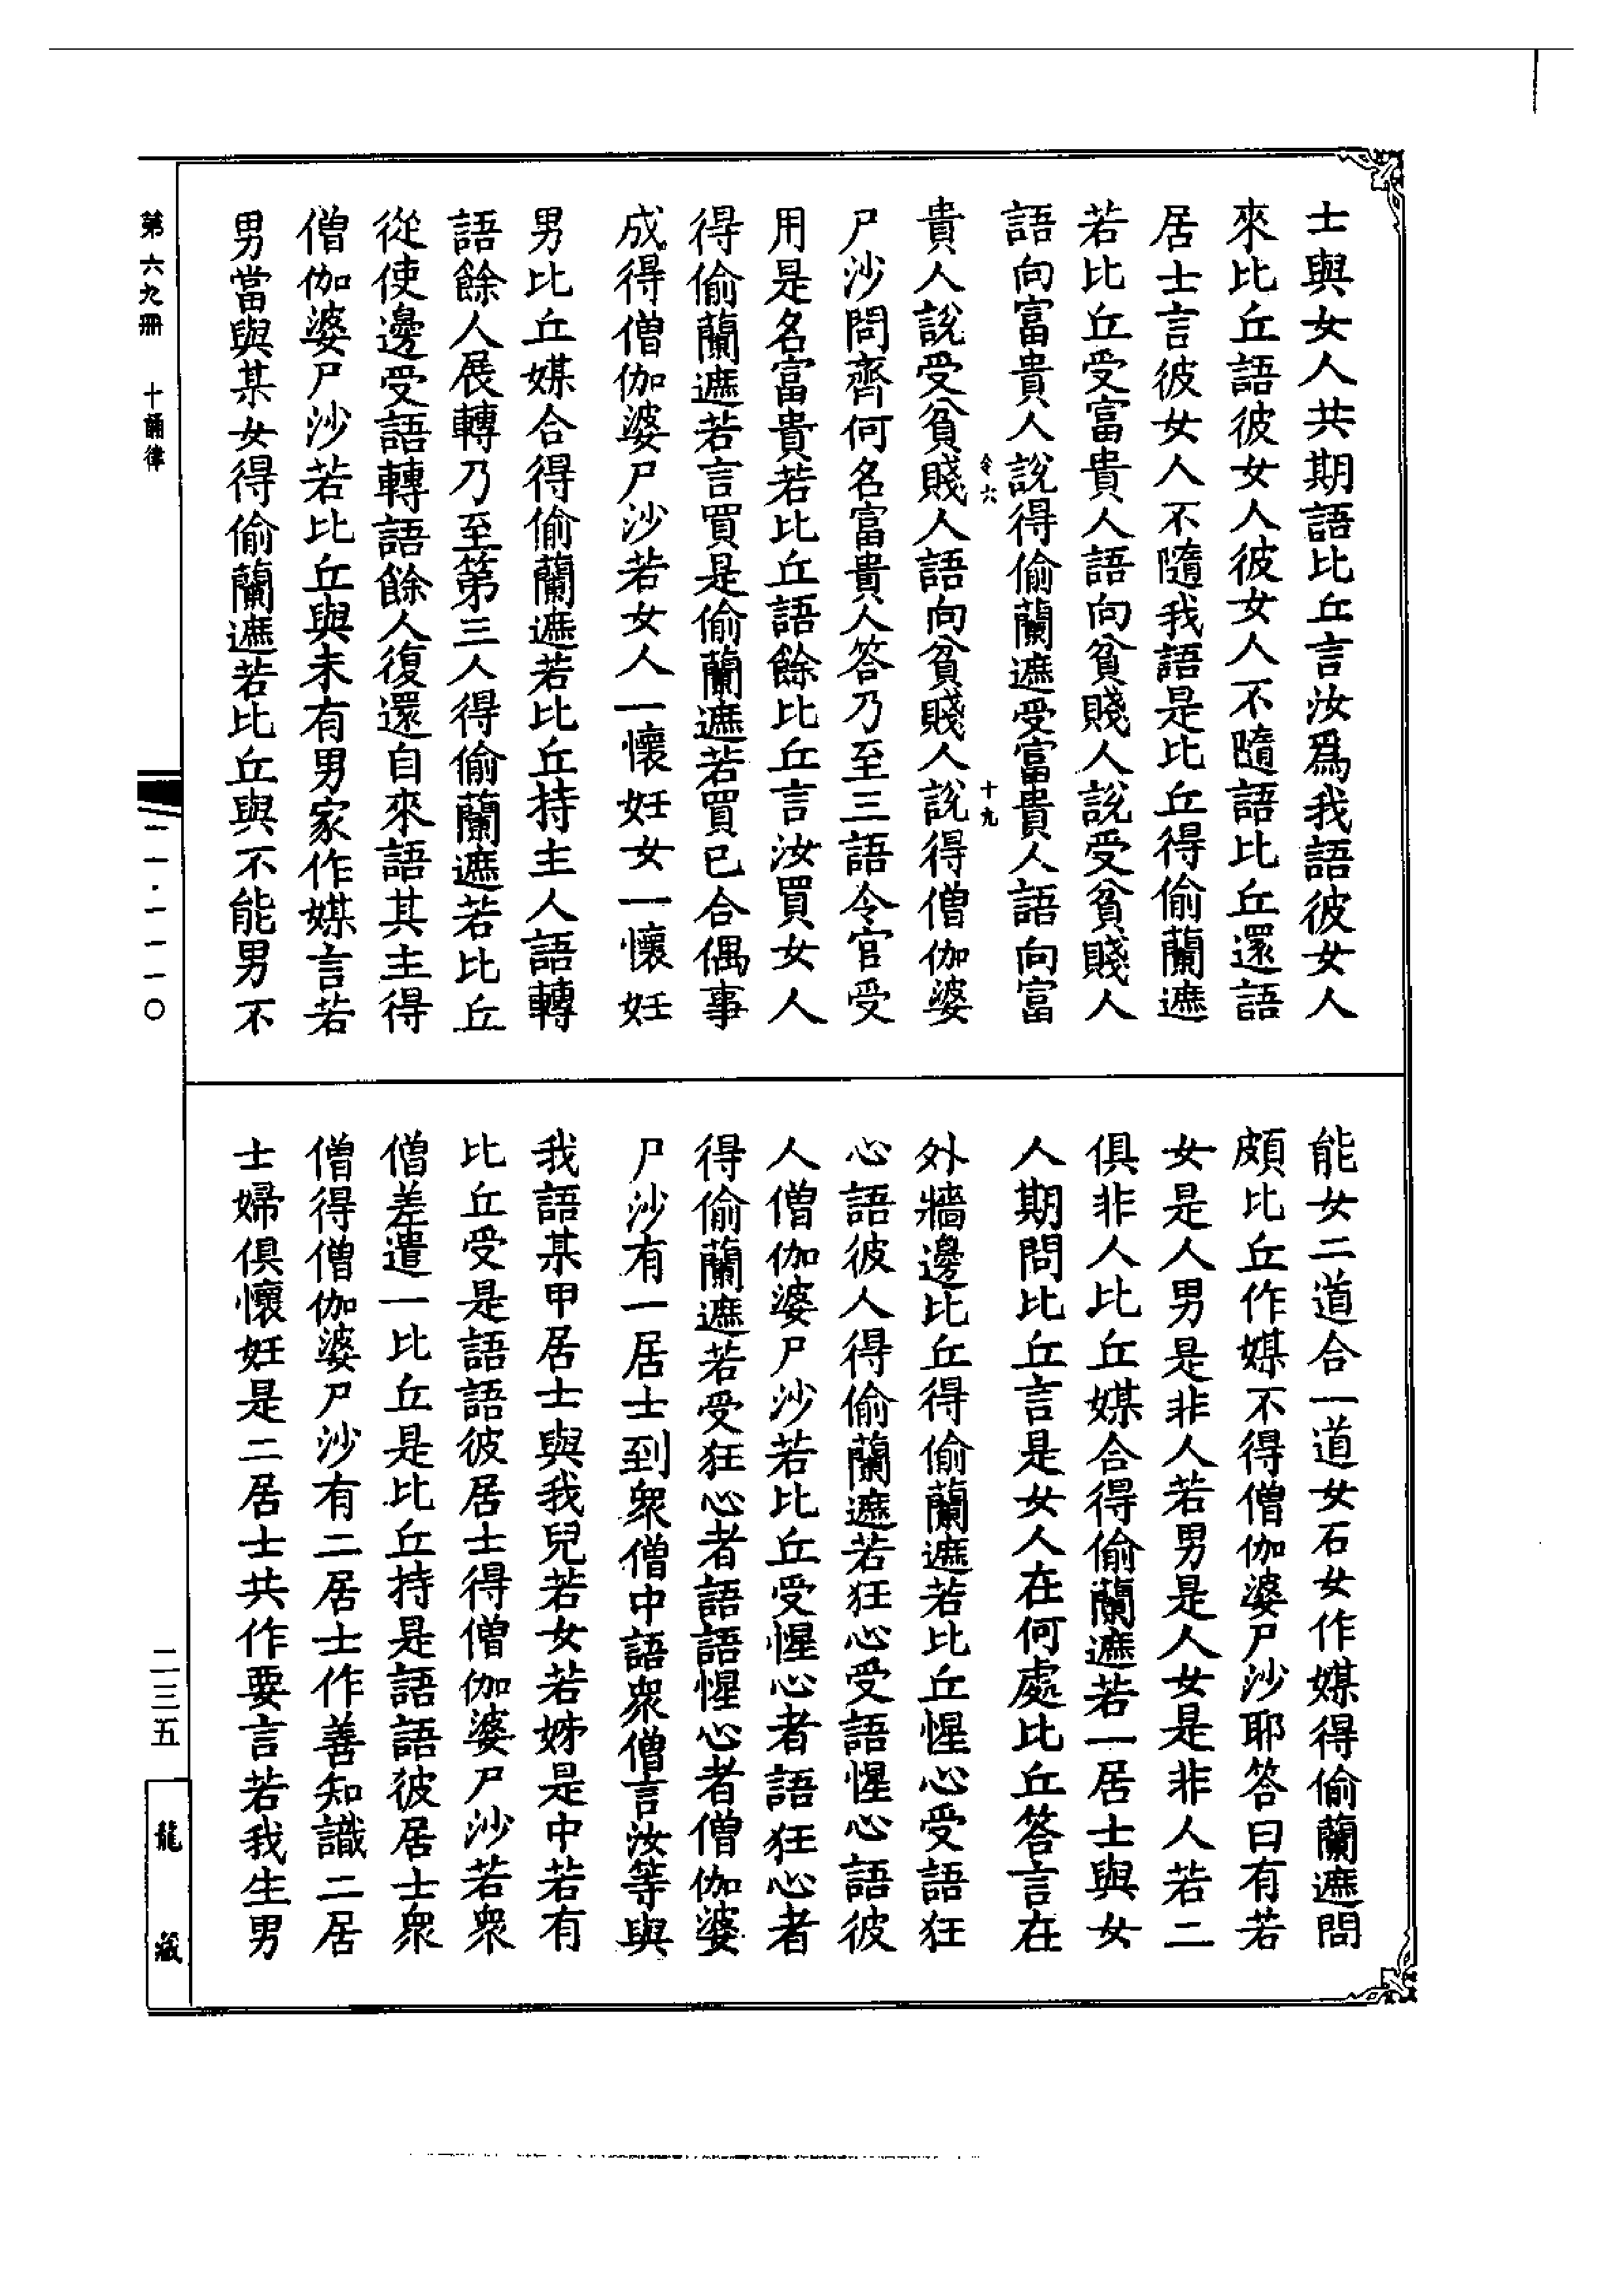 士與女人共期語比丘言汝爲我語彼女人
來比丘語彼女人彼女人不隨語比丘還語
居士言彼女人不隨我語是比丘得偷蘭遮
若比丘受富貴人語向貧賤人說受貧賤人
語向富貴人說得偷蘭遮受富貴人語向富
令六
十九
貴人說受貧賤人語向貧賤人說得僧伽婆
尸沙問齊何名富貴人答乃至三語令官受
用是名富貴若比丘語餘比丘言汝買女人
得偷蘭遮若言買是偷蘭遮若買已合偶事
成得僧伽婆尸沙若女人一懷妊女一懷妊
男比丘媒合得偷蘭遮若比丘持主人語轉
語餘人展轉乃至第三人得偷蘭遮若比丘
從使邊受語轉語餘人復還自來語其主得
僧伽婆尸沙若比丘與未有男家作媒言若
男當與某女得偷蘭遮若比丘與不能男不
能女二道合一道女石女作媒得偷蘭遮問
頗比丘作媒不得僧伽婆尸沙耶答曰有若
女是人男是非人若男是人女是非人若二
俱非人比丘媒合得偷蘭遮若一居士與女
人期問比丘言是女人在何處比丘答言在
外牆邊比丘得偷蘭遮若比丘惺心受語狂
心語彼人得偷蘭遮若狂心受語惺心語彼
人僧伽婆尸沙若比丘受惺心者語狂心者
得偷蘭遮若受狂心者語語惺心者僧伽婆
尸沙有一居士到衆僧中語衆僧言汝等與
我語某甲居士與我兒若女若姊是中若有
比丘受是語語彼居士得僧伽婆尸沙若衆
僧差遣一比丘是比丘持是語語彼居士衆
僧得僧伽婆尸沙有二居士作善知識二居
士婦俱懷妊是二居士共作要言若我生男
第六九冊
十誦律
一一·一一一〇
二三五
龍藏